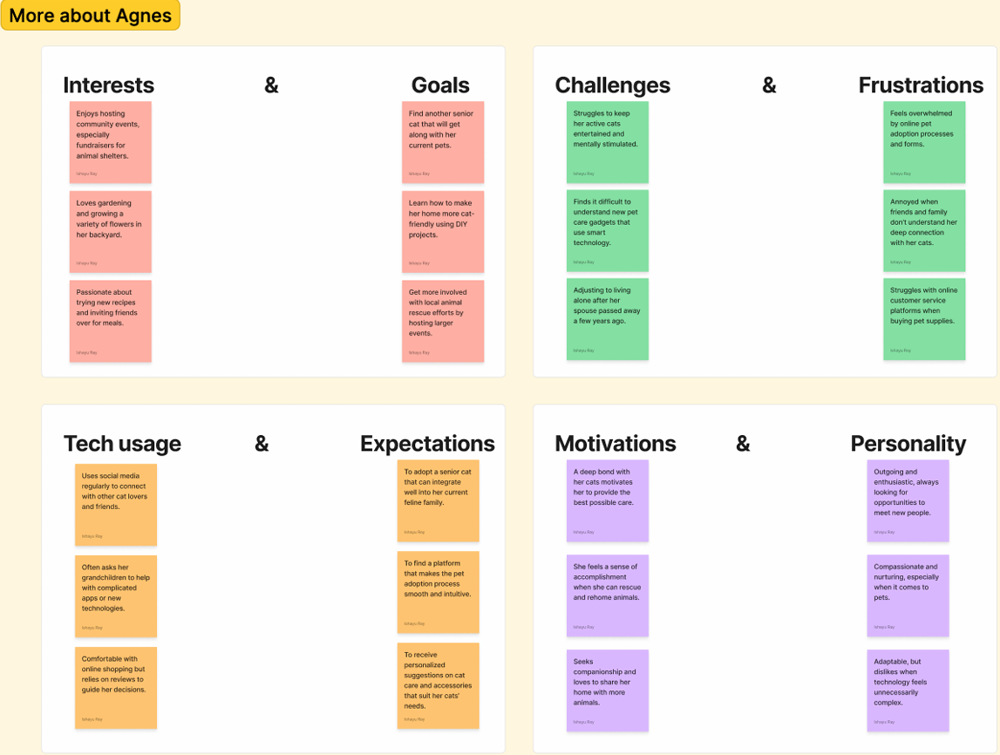 More about Agnes
Interests & Goals
Enjoys hosting
community events,
especially
fundraisers for
animal shelters.
Ishayu Ray
Loves gardening
and growing a
variety of flowers in
her backyard.
Ishayu Ray
Passionate about
trying new recipes
and inviting friends
over for meals.
Ishayu Ray
Find another senior
cat that will get
along with her
current pets.
Ishayu Ray
Learn how to make
her home more cat-
friendly using DIY
projects.
Ishayu Ray
Get more involved
with local animal
rescue efforts by
hosting larger
events.
Ishayu Ray
Challenges & Frustrations
Struggles to keep
her active cats
entertained and
mentally stimulated.
Ishayu Ray
Finds it difficult to
understand new pet
care gadgets that
use smart
technology.
Ishayu Ray
Adjusting to living
alone after her
spouse passed away
a few years ago.
Ishayu Ray
Feels overwhelmed
by online pet
adoption processes
and forms.
Ishayu Ray
Annoyed when
friends and family
don't understand her
deep connection
with her cats.
Ishayu Ray
Struggles with online
customer service
platforms when
buying pet supplies.
Ishayu Ray
Tech usage & Expectations
Uses social media
regularly to connect
with other cat lovers
and friends.
Ishayu Ray
Often asks her
grandchildren to help
with complicated
apps or new
technologies.
Ishayu Ray
Comfortable with
online shopping but
relies on reviews to
guide her decisions.
Ishayu Ray
To adopt a senior cat
that can integrate
well into her current
feline family.
Ishayu Ray
To find a platform
that makes the pet
adoption process
smooth and intuitive.
Ishayu Ray
To receive
personalized
suggestions on cat
care and accessories
that suit her cats'
needs.
Ishayu Ray
Motivations & Personality
A deep bond with
her cats motivates
her to provide the
best possible care.
Ishayu Ray
She feels a sense of
accomplishment
when she can rescue
and rehome animals.
Ishayu Ray
Seeks
companionship and
loves to share her
home with more
animals.
Ishayu Ray
Outgoing and
enthusiastic, always
looking for
opportunities to
meet new people.
Ishayu Ray
Compassionate and
nurturing, especially
when it comes to
pets.
Ishayu Ray
Adaptable, but
dislikes when
technology feels
unnecessarily
complex.
Ishayu Ray